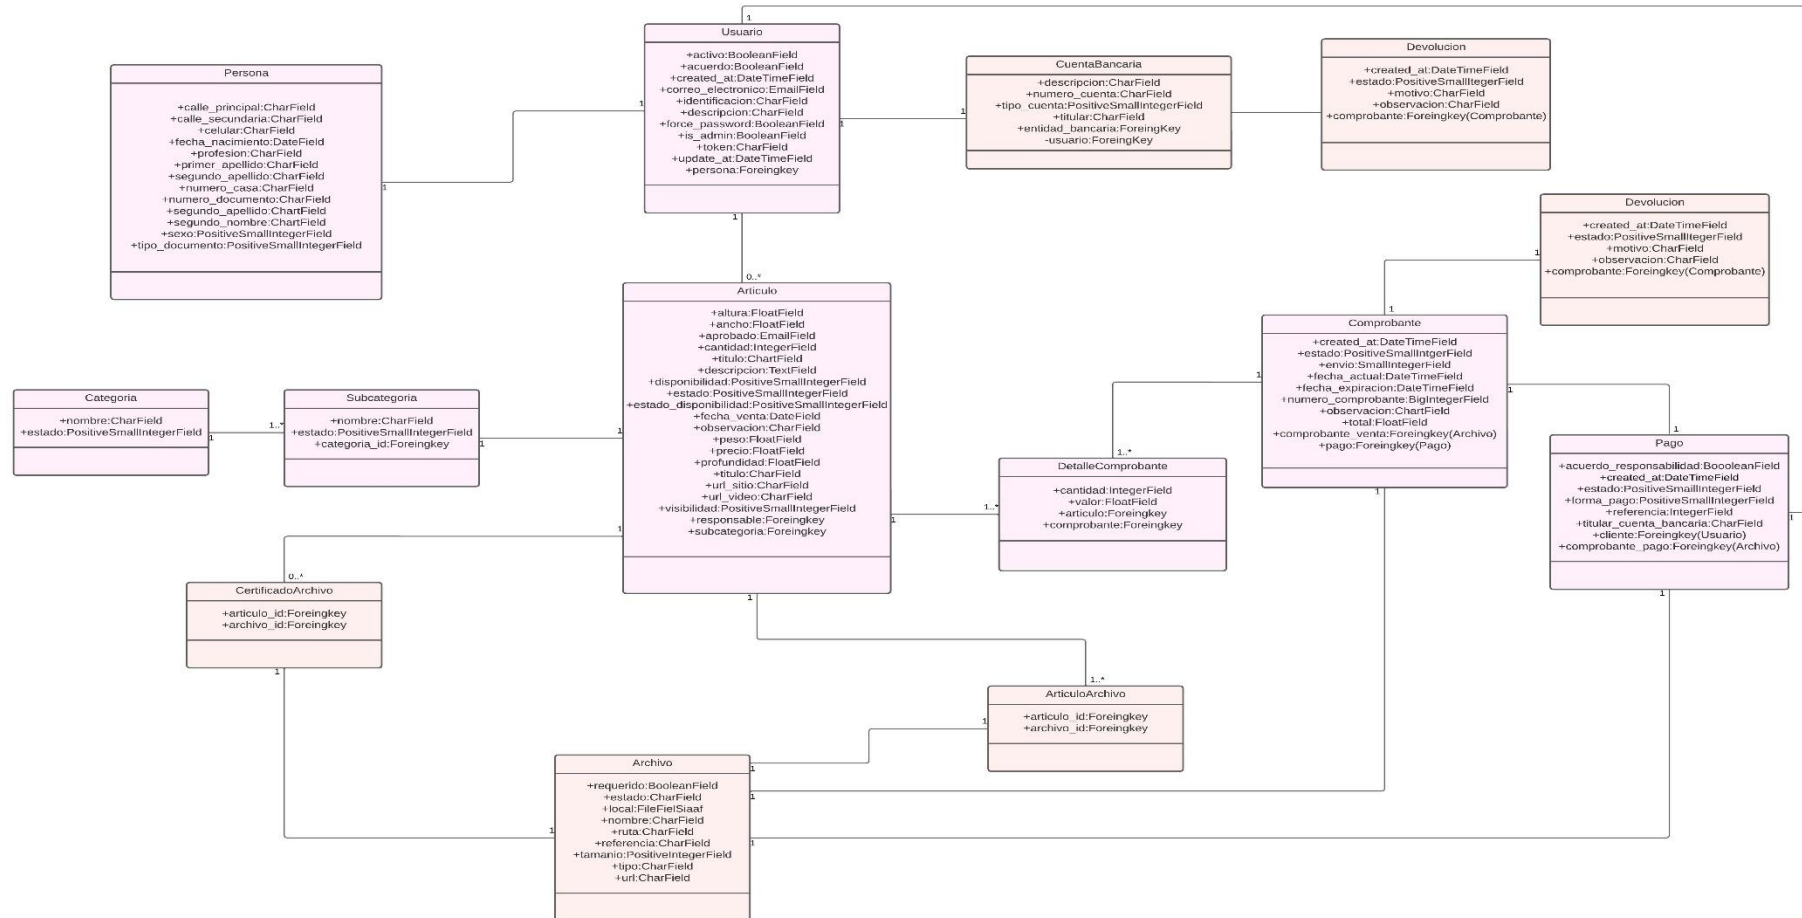 1
Usuario
+activo:BooleanField
+acuerdo:BooleanField
+created_at:DateTimeField
+correo_electronico:EmailField
+identificacion:CharField
+descripcion:CharField
+force_password:BooleanField
+is_admin:BooleanField
+token:CharField
+update_at:DateTimeField
+persona:Foreingkey
1
1
1
Persona
+calle_principal:CharField
+calle_secundaria:CharField
+celular:CharField
+fecha_nacimiento:DateField
+profesion:CharField
+primer_apellido:CharField
+segundo_apellido:CharField
+numero_casa:CharField
+numero_documento:CharField
+segundo_apellido:ChartField
+segundo_nombre:ChartField
+sexo:PositiveSmallIntegerField
+tipo_documento:PositiveSmallIntegerField
1
CuentaBancaria
+descripcion:CharField
+numero_cuenta:CharField
+tipo_cuenta:PositiveSmallIntegerField
+titular:CharField
+entidad_bancaria:ForeingKey
-usuario:ForeingKey
1
Devolucion
+created_at:DateTimeField
+estado:PositiveSmallItegerField
+motivo:CharField
+observacion:CharField
+comprobante:Foreingkey(Comprobante)
Devolucion
+created_at:DateTimeField
+estado:PositiveSmallItegerField
+motivo:CharField
+observacion:CharField
+comprobante:Foreingkey(Comprobante)
1
0..*
Articulo
+altura:FloatField
+ancho:FloatField
+aprobado:EmailField
+cantidad:IntegerField
+titulo:ChartField
+descripcion:TextField
+disponibilidad:PositiveSmallIntegerField
+estado:PositiveSmallIntegerField
+estado_disponibilidad:PositiveSmallIntegerField
+fecha_venta:DateField
+observacion:CharField
+peso:FloatField
+precio:FloatField
+profundidad:FloatField
+titulo:CharField
+url_sitio:CharField
+url_video:CharField
+visibilidad:PositiveSmallIntegerField
+responsable:Foreingkey
+subcategoria:Foreingkey
1
1
1
1
1
Comprobante
+created_at:DateTimeField
+estado:PositiveSmallIntgerField
+envio:SmallIntegerField
+fecha_actual:DateTimeField
+fecha_expiracion:DateTimeField
+numero_comprobante:BigIntegerField
+observacion:ChartField
+total:FloatField
+comprobante_venta:Foreingkey(Archivo)
+pago:Foreingkey(Pago)
1
1
1
Categoria
+nombre:CharField
+estado:PositiveSmallIntegerField
1
1..*
Subcategoria
+nombre:CharField
+estado:PositiveSmallIntegerField
+categoria_id:Foreingkey
1
1..*
1..*
DetalleComprobante
+cantidad:IntegerField
+valor:FloatField
+articulo:Foreingkey
+comprobante:Foreingkey
1
Pago
+acuerdo_responsabilidad:BoooleanField
+created_at:DateTimeField
+estado:PositiveSmaillIntegerField
+forma_pago:PositiveSmallIntegerField
+referencia:IntegerField
+titular_cuenta_bancaria:CharField
+cliente:Foreingkey(Usuario)
+comprobante_pago:Foreingkey(Archivo)
1
1
0..*
CertificadoArchivo
+articulo_id:Foreingkey
+archivo_id:Foreingkey
1
1..*
ArticuloArchivo
+articulo_id:Foreingkey
+archivo_id:Foreingkey
1
Archivo
+requerido:BooleanField
+estado:CharField
+local:FileFielSiaaf
+nombre:CharField
+ruta:CharField
+referencia:CharField
+tamanio:PositiveIntegerField
+tipo:CharField
+url:CharField
1
1
1
1